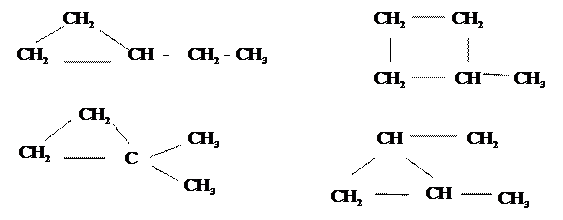 CH₂
CH₂ CH - CH₂ - CH₃
CH₂ CH₂
CH₂ CH CH₃
CH₂
CH₂ C CH₃
CH₃
CH CH₂
CH₂ CH CH₃